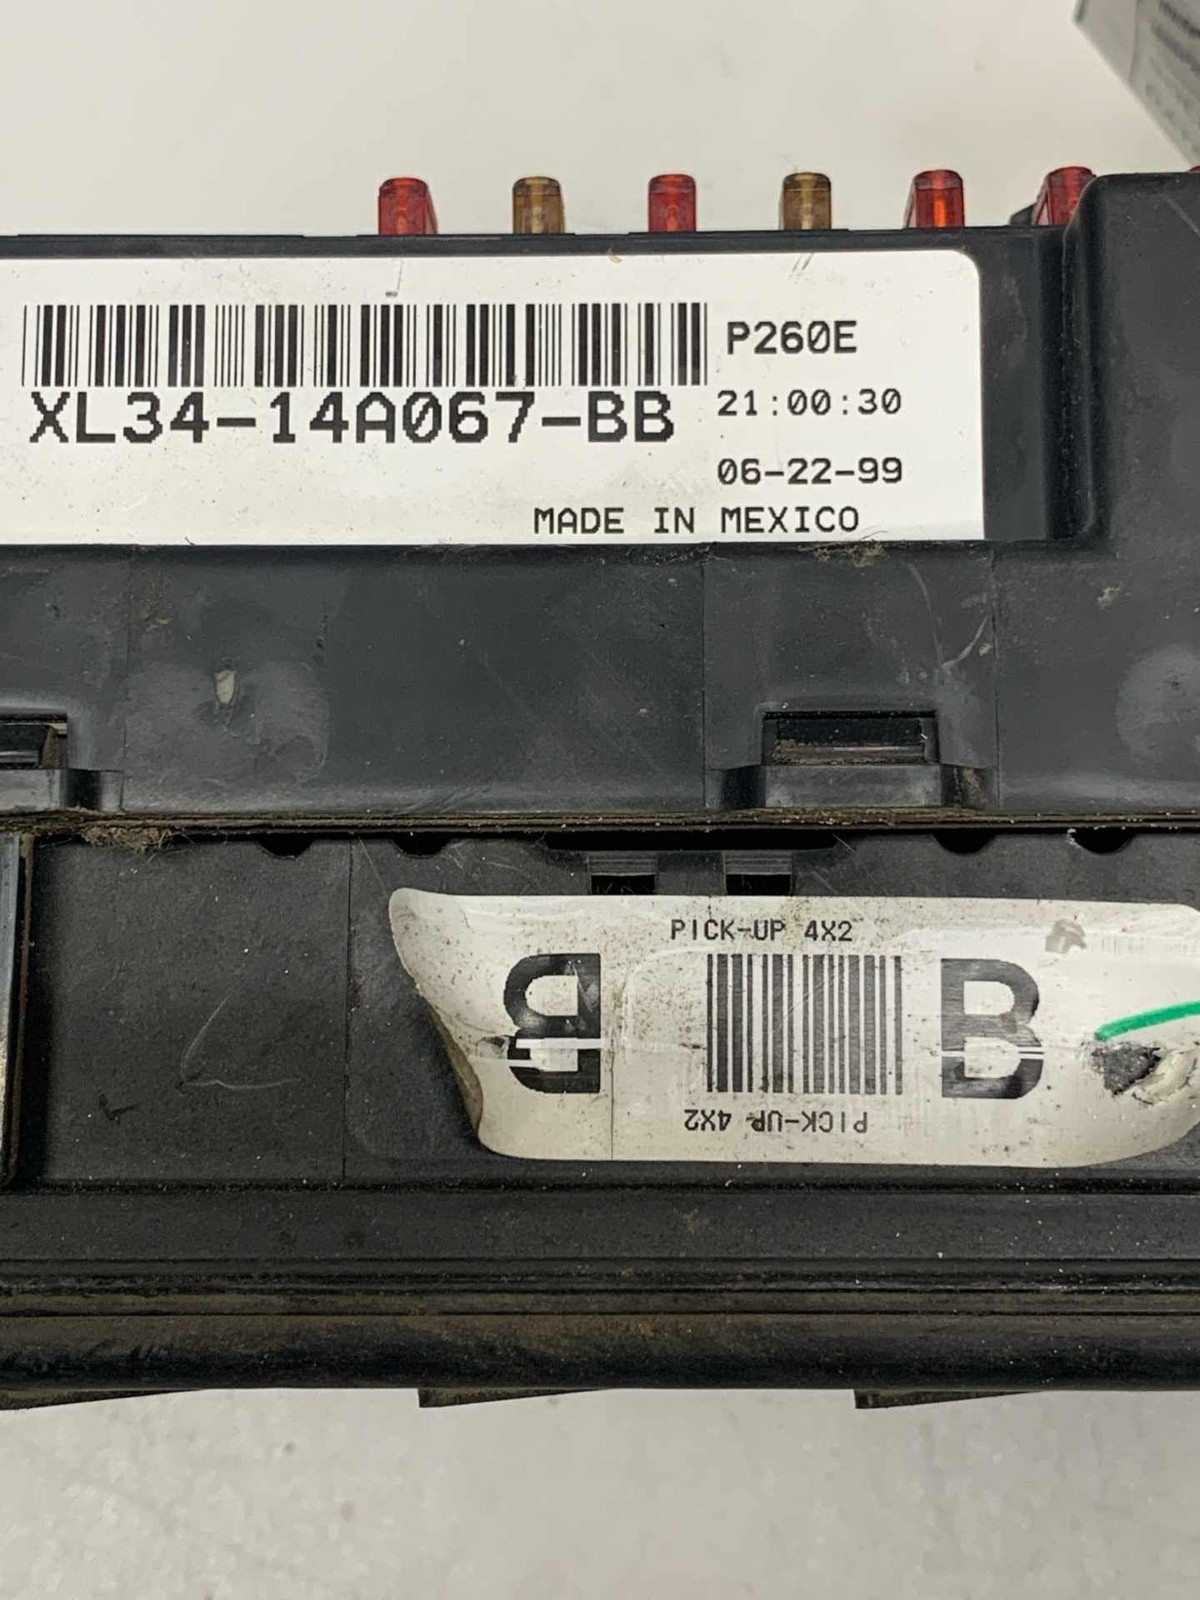 P260E
XL34-14A067-BB
21:00:30
06-22-99
MADE IN MEXICO
PICK-UP 4X2
B B
PICK-UP 4X2